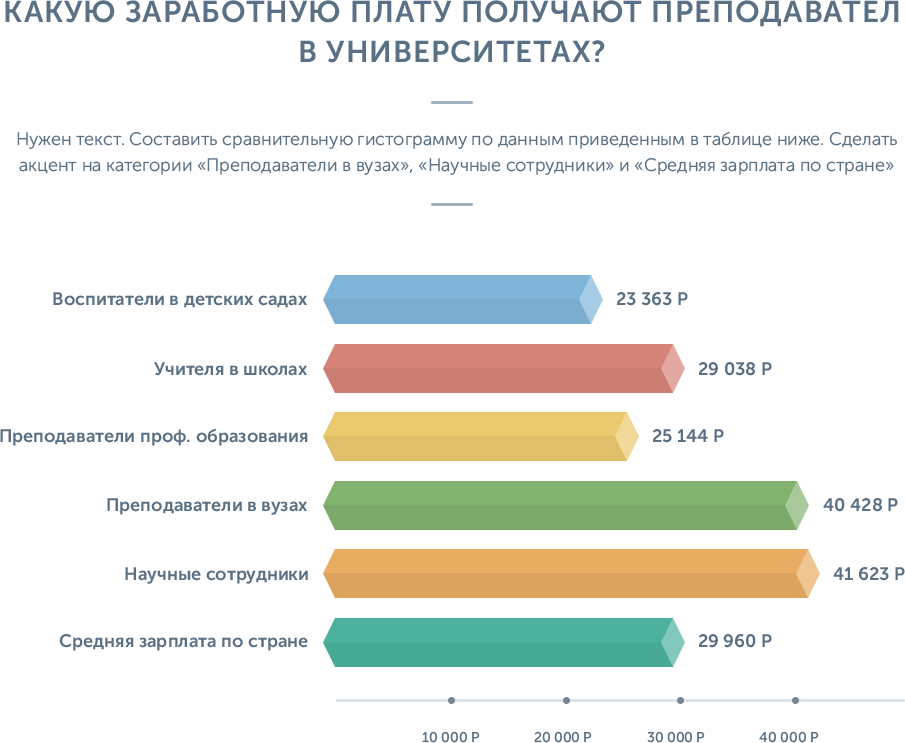 КАКУЮ ЗАРАБОТНУЮ ПЛАТУ ПОЛУЧАЮТ ПРЕПОДАВАТЕЛ
В УНИВЕРСИТЕТАХ?
Нужен текст. Составить сравнительную гистограмму по данным приведенным в таблице ниже. Сделать
акцент на категории «Преподаватели в вузах», «Научные сотрудники» и «Средняя зарплата по стране»
Воспитатели в детских садах 23 363 Р
Учителя в школах 29 038 Р
Преподаватели проф. образования 25 144 Р
Преподаватели в вузах 40 428 Р
Научные сотрудники 41 623 Р
Средняя зарплата по стране 29 960 Р
10 000 Р 20 000 Р 30 000 Р 40 000 Р